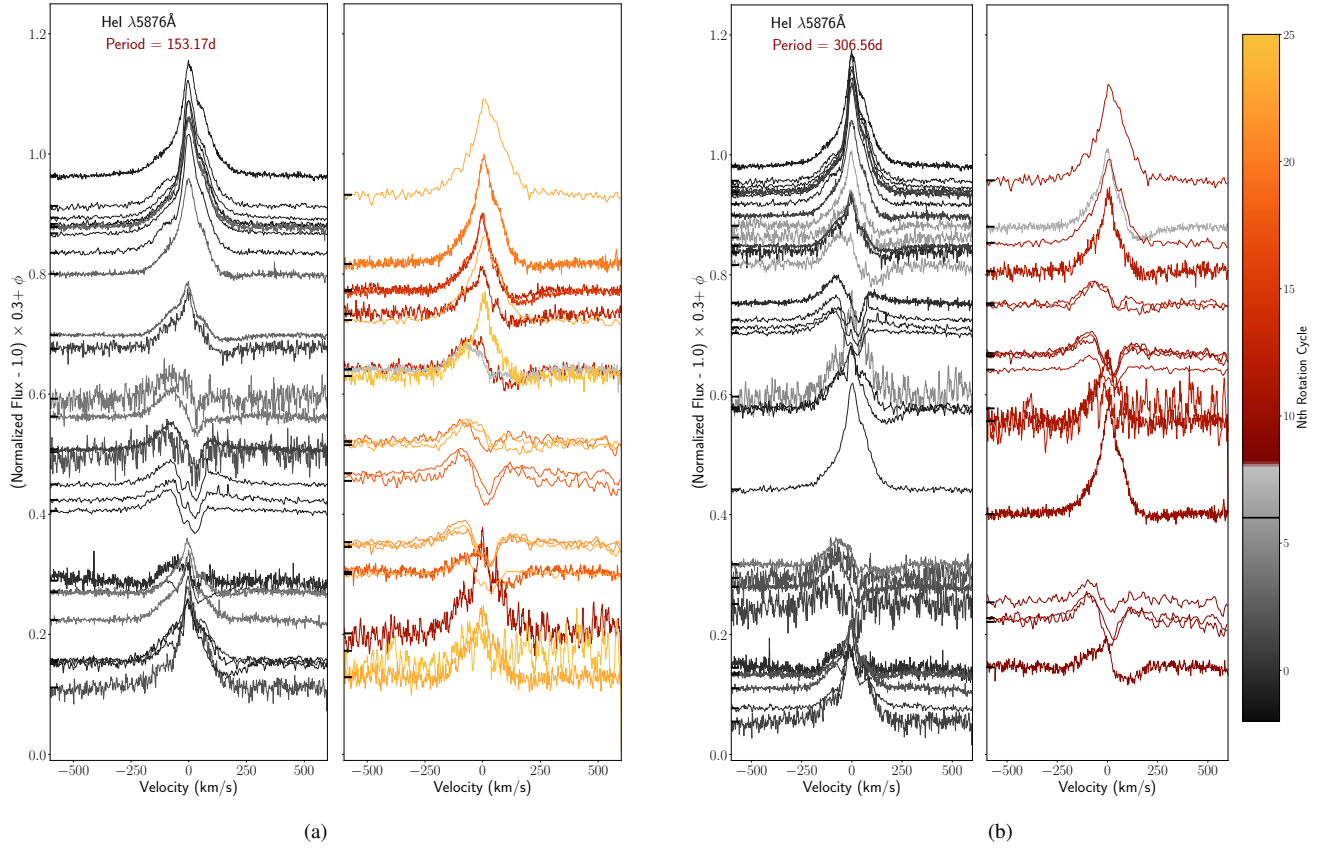 HeI λ5876Å
Period = 153.17d
HeI λ5876Å
Period = 306.56d
(Normalized Flux - 1.0) × 0.3+ ϕ
1.2
1.0
0.8
0.6
0.4
0.2
0.0
−500 −250 0 250 500
−500 −250 0 250 500
Velocity (km/s)
Velocity (km/s)
(a)
(Normalized Flux - 1.0) × 0.3+ ϕ
1.2
1.0
0.8
0.6
0.4
0.2
0.0
−500 −250 0 250 500
−500 −250 0 250 500
Velocity (km/s)
Velocity (km/s)
(b)
25
20
15
10
5
0
Nth Rotation Cycle